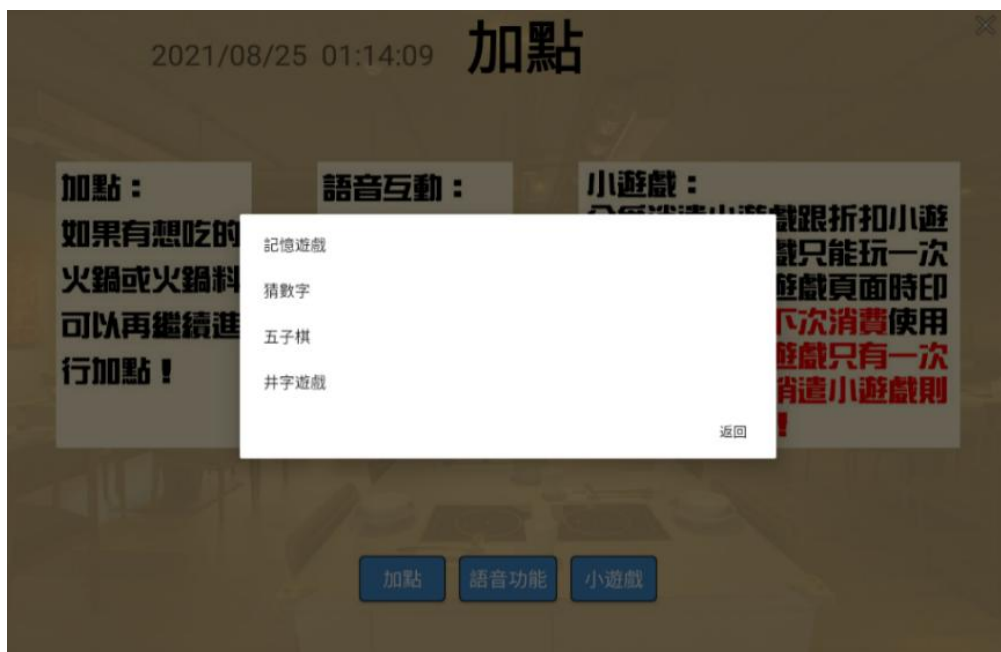 2021/08/25 01:14:09 加點
加點：
如果有想吃的
火鍋或火鍋料
可以再繼續進
行加點！
語音互動：
小遊戲：
戲跟折扣小遊
戲只能玩一次
遊戲頁面時印
下次消費使用
遊戲只有一次
消遣小遊戲則
！
記憶遊戲
猜數字
五子棋
井字遊戲
返回
加點 語音功能 小遊戲